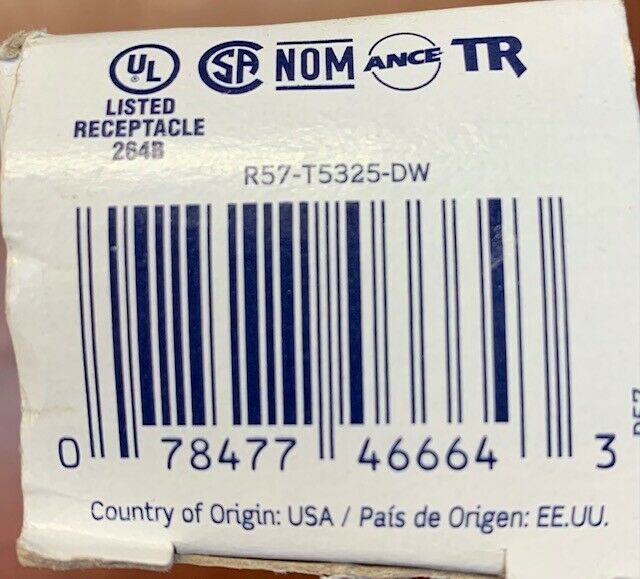 UL SA NOM ANCE TR
LISTED
RECEPTACLE
264B
R57-T5325-DW
0 78477 46664 3
Country of Origin: USA / País de Origen: EE.UU.